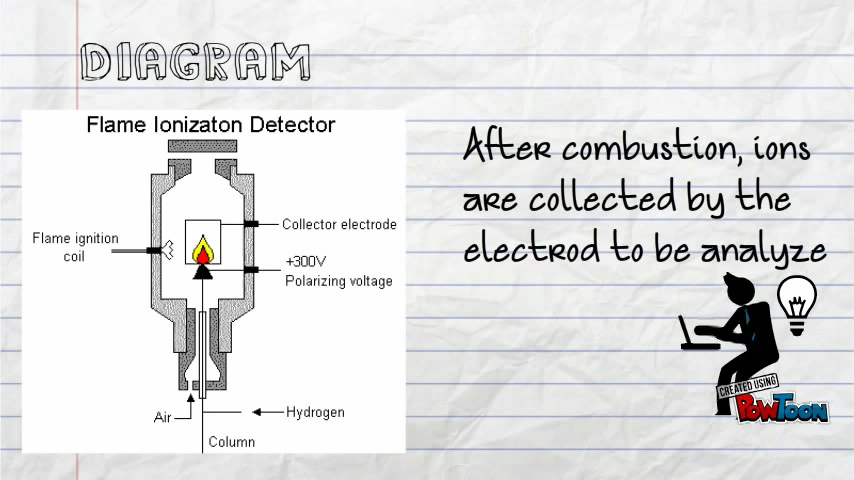 DIAGRAM
Flame Ionizaton Detector
Collector electrode
Flame ignition
coil
+300V
Polarizing voltage
Air
Hydrogen
Column
After combustion, ions
are collected by the
electrod to be analyze
CREATED USING
POWTOON